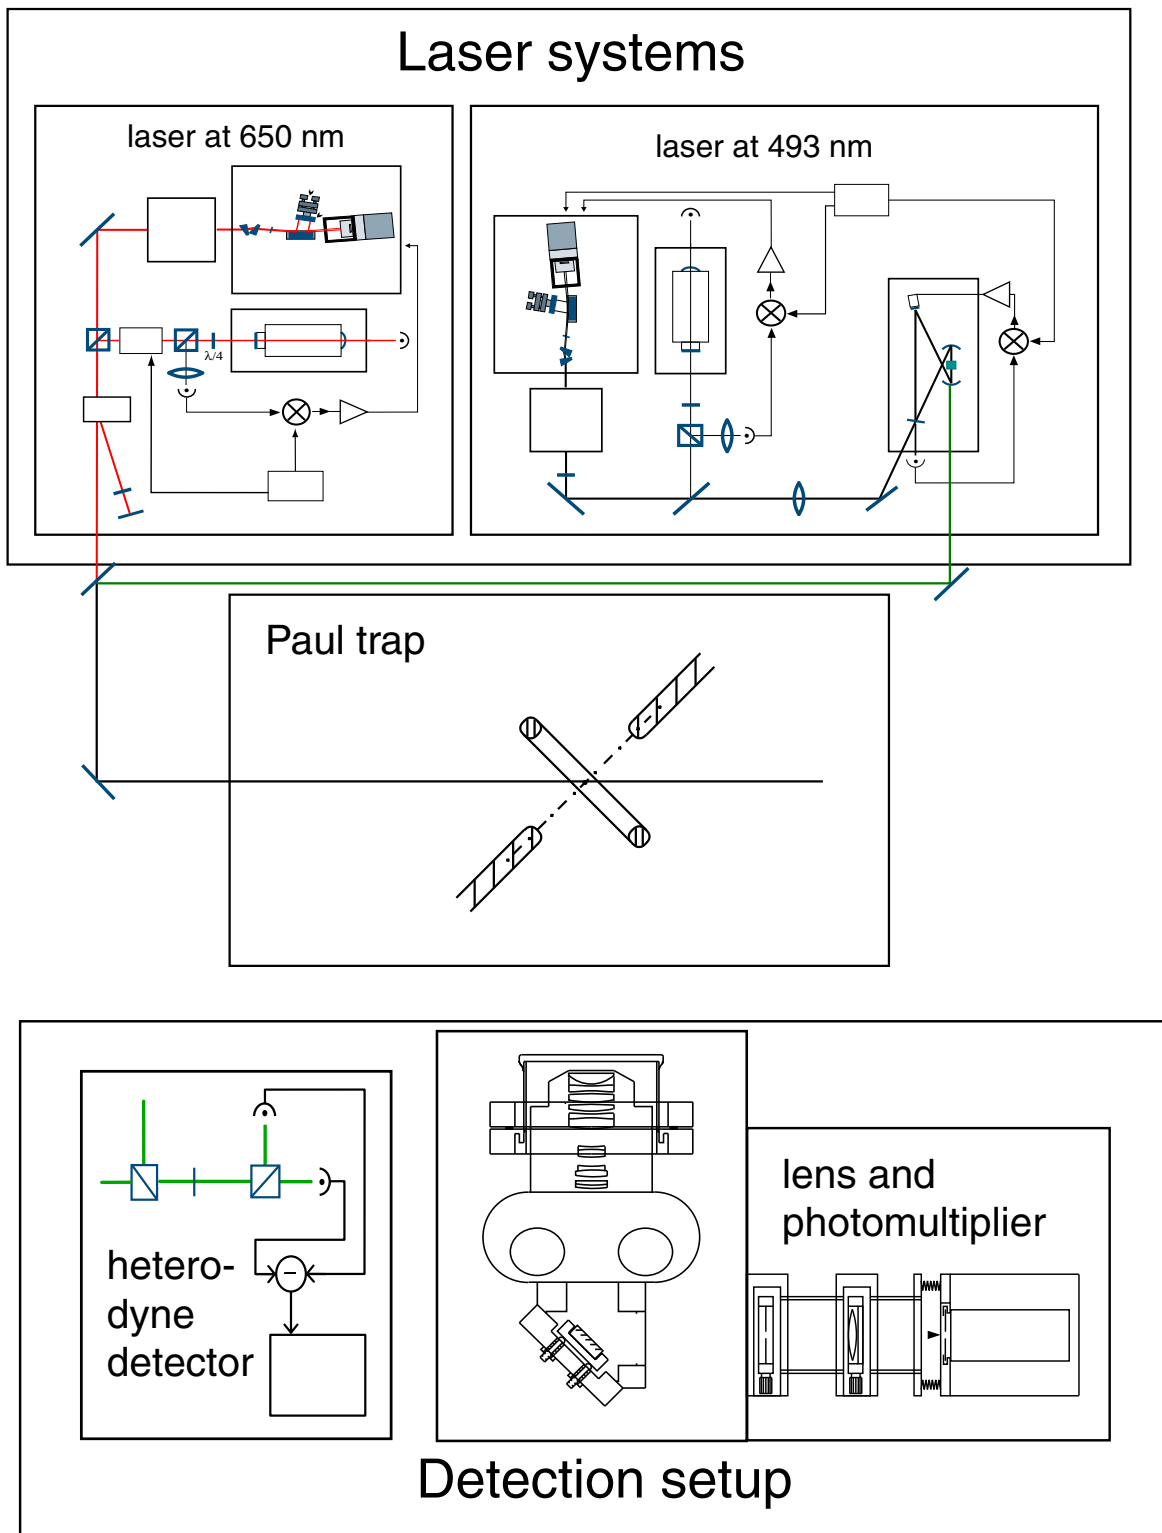 Laser systems
laser at 650 nm
laser at 493 nm
λ/4
Paul trap
lens and
photomultiplier
hetero-
dyne
detector
Detection setup